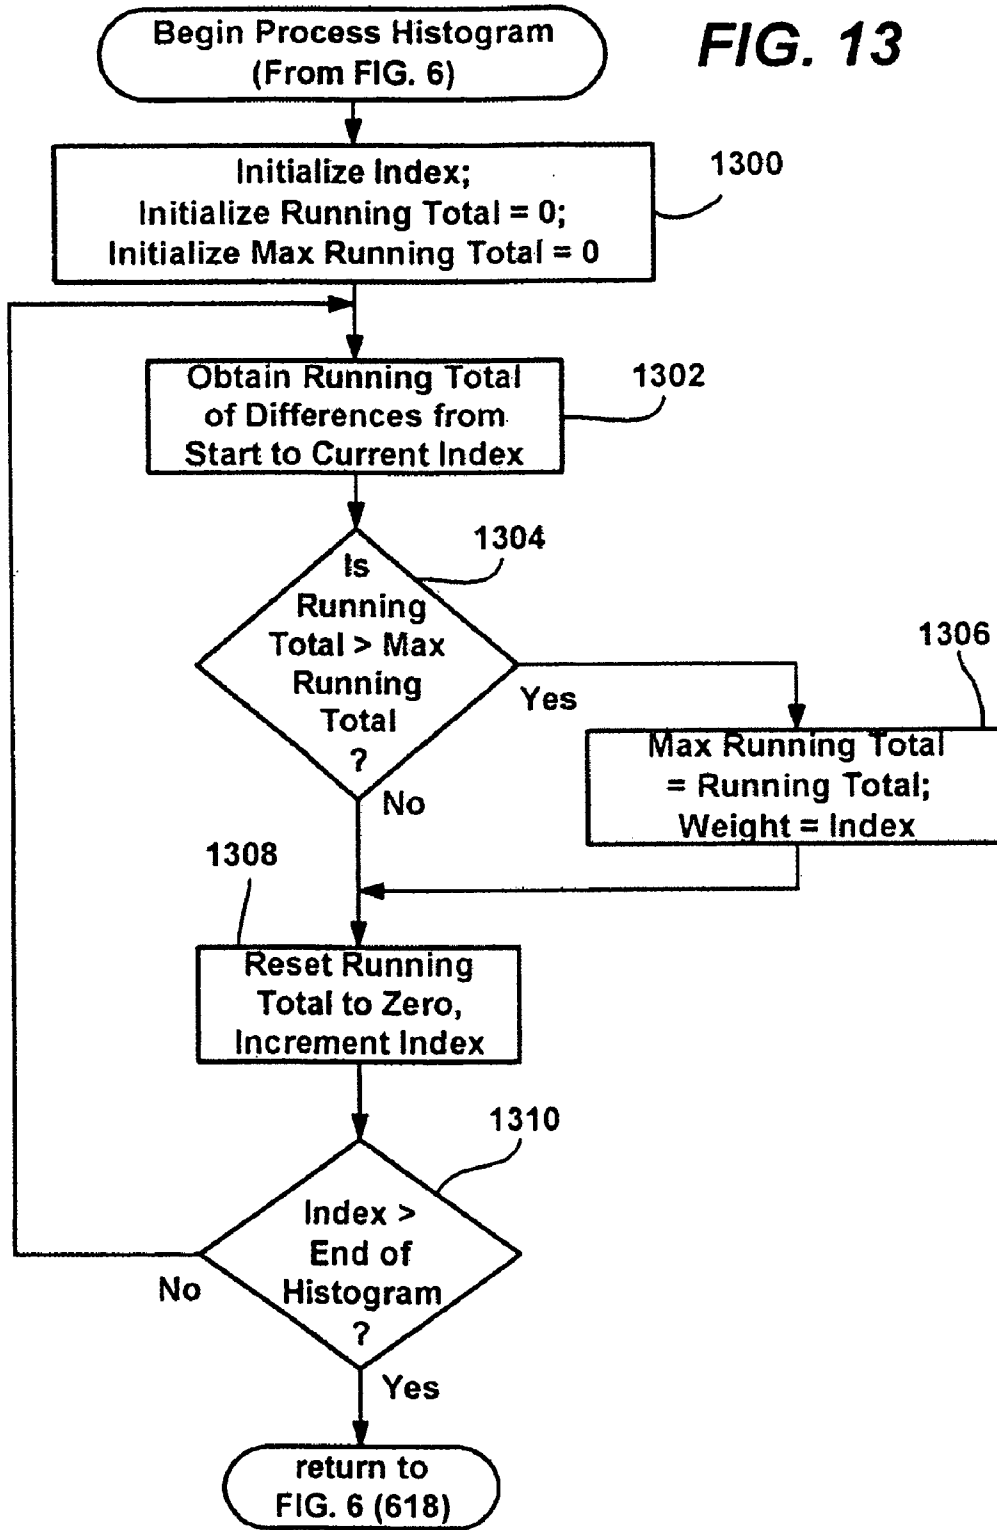 FIG. 13
Begin Process Histogram
(From FIG. 6)
1300
Initialize Index;
Initialize Running Total = 0;
Initialize Max Running Total = 0
1302
Obtain Running Total
of Differences from
Start to Current Index
1304
Is
Running
Total > Max
Running
Total
?
Yes
No
1306
Max Running Total
= Running Total;
Weight = Index
1308
Reset Running
Total to Zero,
Increment Index
1310
Index >
End of
Histogram
?
No
Yes
return to
FIG. 6 (618)